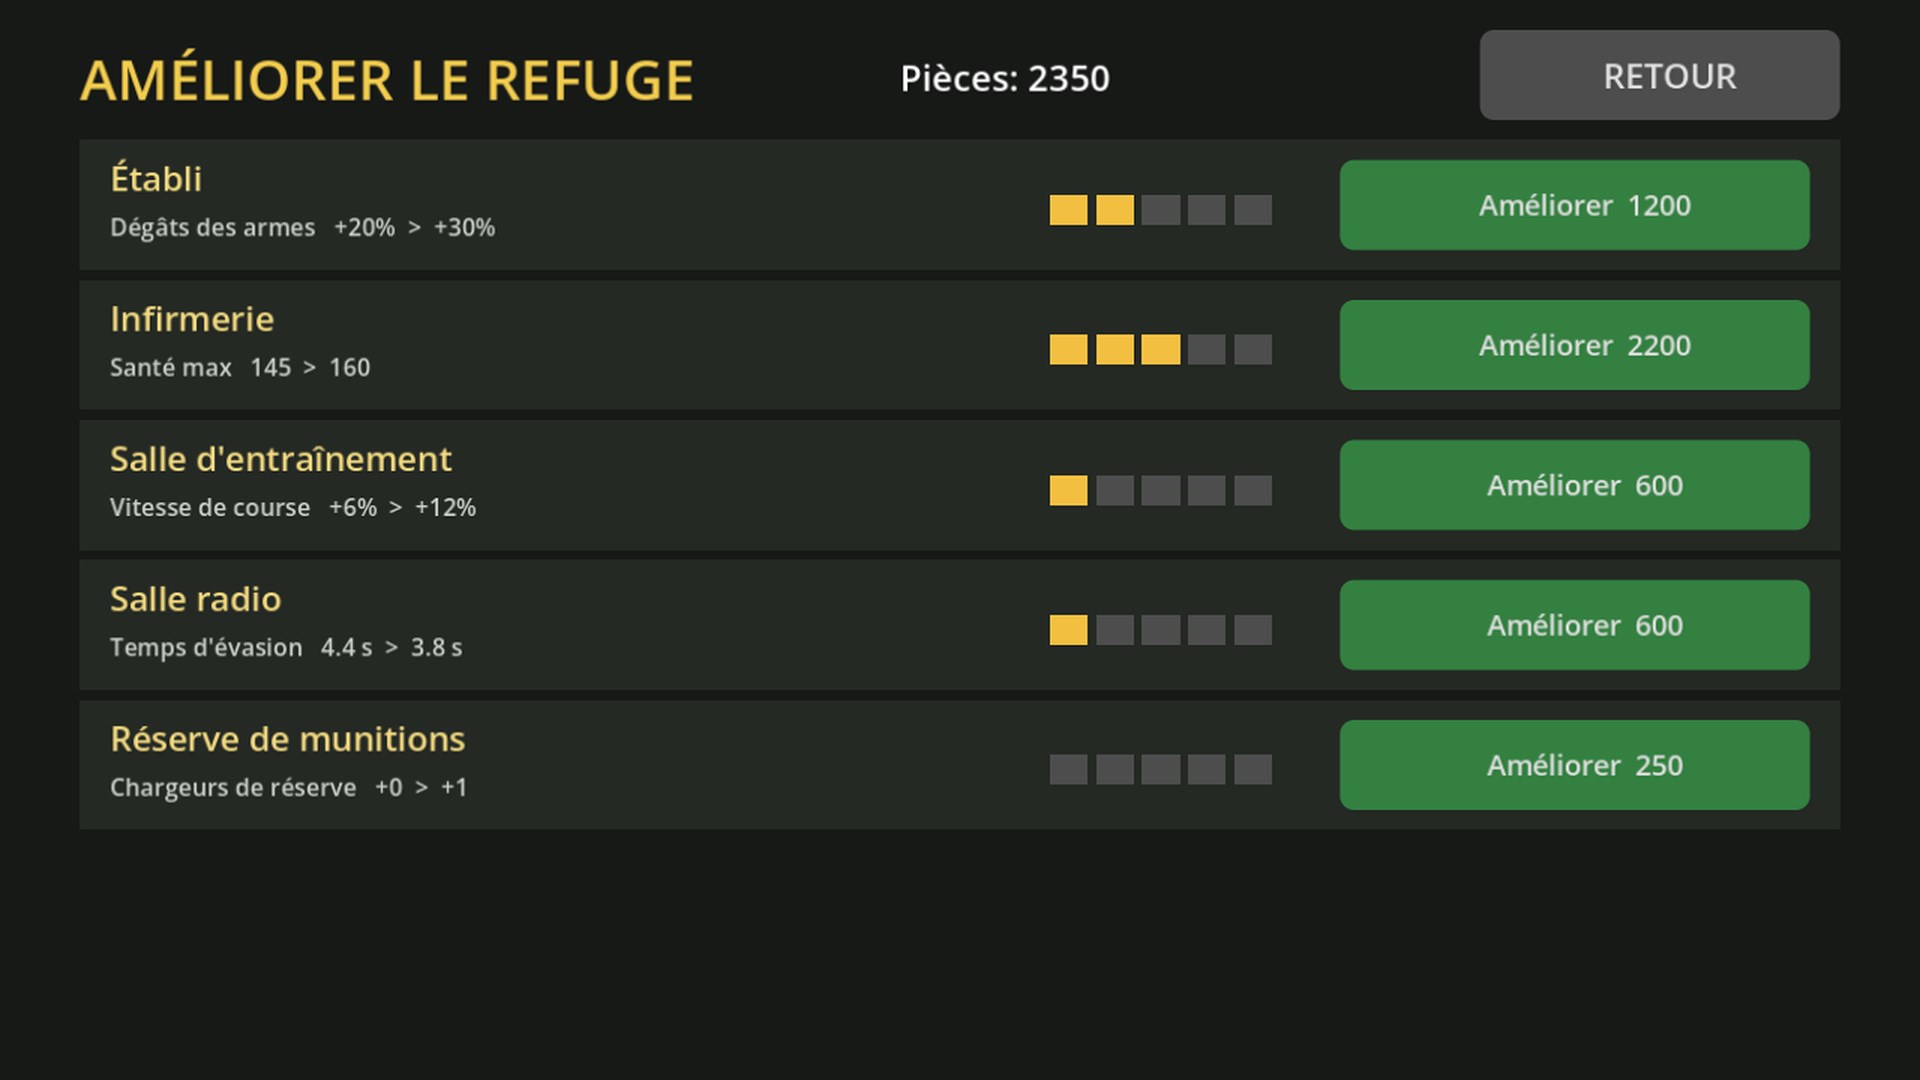 AMÉLIORER LE REFUGE
Pièces: 2350
RETOUR
Établi
Dégâts des armes +20% > +30%
Améliorer 1200
Infirmerie
Santé max 145 > 160
Améliorer 2200
Salle d'entraînement
Vitesse de course +6% > +12%
Améliorer 600
Salle radio
Temps d'évasion 4.4 s > 3.8 s
Améliorer 600
Réserve de munitions
Chargeurs de réserve +0 > +1
Améliorer 250